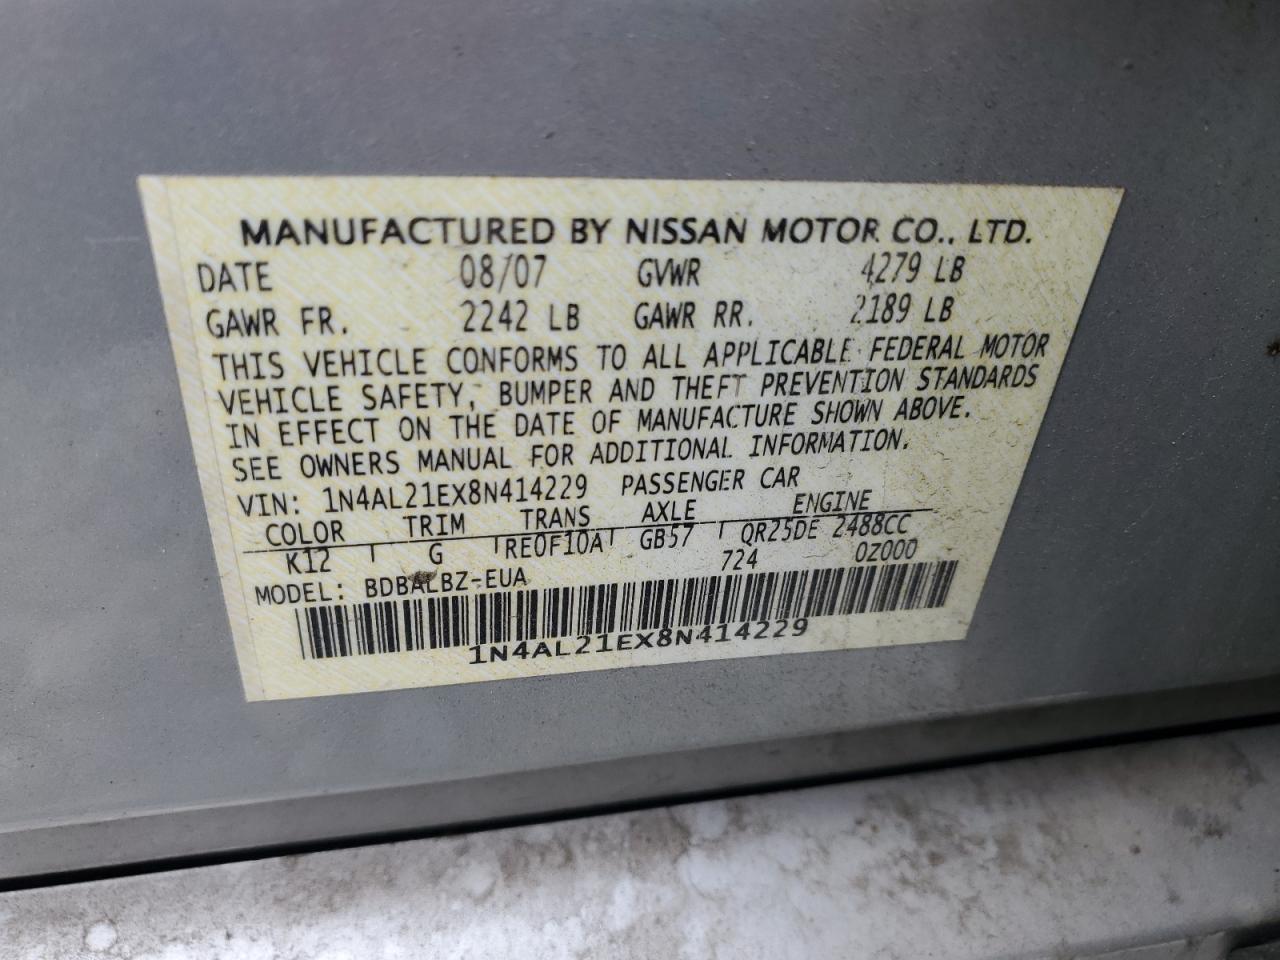 MANUFACTURED BY NISSAN MOTOR CO., LTD.
DATE 08/07 GVWR 4279 LB
GAWR FR. 2242 LB GAWR RR. 2189 LB
THIS VEHICLE CONFORMS TO ALL APPLICABLE FEDERAL MOTOR
VEHICLE SAFETY, BUMPER AND THEFT PREVENTION STANDARDS
IN EFFECT ON THE DATE OF MANUFACTURE SHOWN ABOVE.
SEE OWNERS MANUAL FOR ADDITIONAL INFORMATION.
VIN: 1N4AL21EX8N414229 PASSENGER CAR
COLOR TRIM TRANS AXLE ENGINE
K12 G RE0F10A GB57 QR25DE 2488CC
724 0Z000
MODEL: BDBALBZ-EUA
1N4AL21EX8N414229